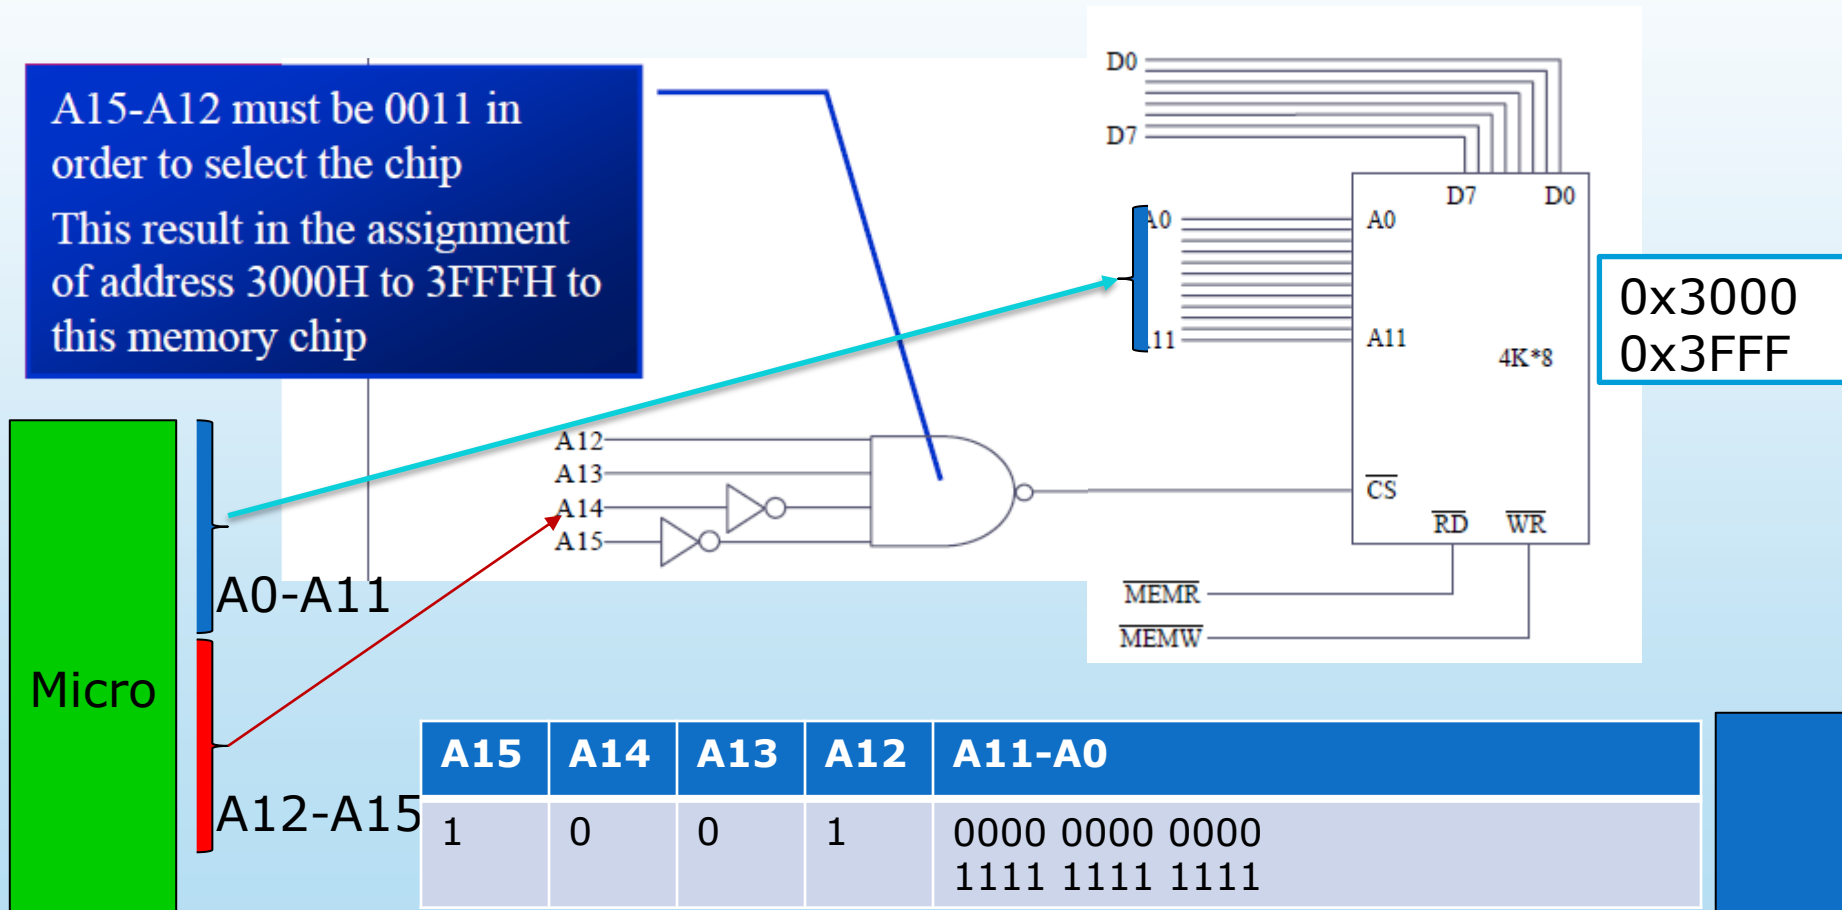 A15-A12 must be 0011 in
order to select the chip
This result in the assignment
of address 3000H to 3FFFH to
this memory chip
D0
D7
D7 D0
A0 A0
11 A11
4K*8
0x3000
0x3FFF
A12
A13
A14
A15
CS
RD WR
MEMR
MEMW
Micro
A0-A11
A12-A15
A15 A14 A13 A12 A11-A0
1 0 0 1 0000 0000 0000
1111 1111 1111